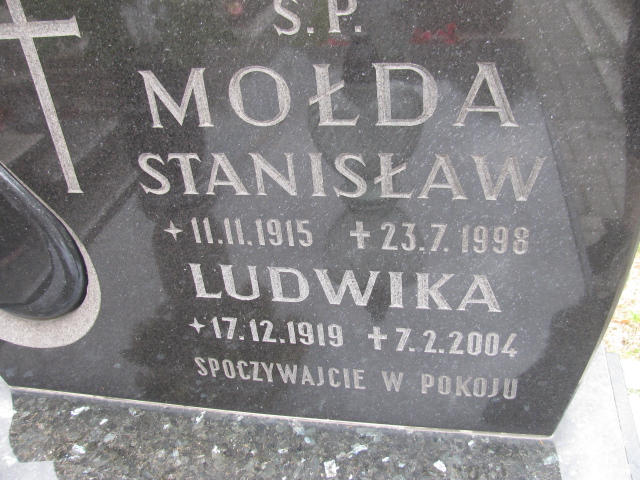 Ś.P.
MOŁDA
STANISŁAW
✦11.11.1915 ✝23.7.1998
LUDWIKA
✦17.12.1919 ✝7.2.2004
SPOCZYWAJCIE W POKOJU